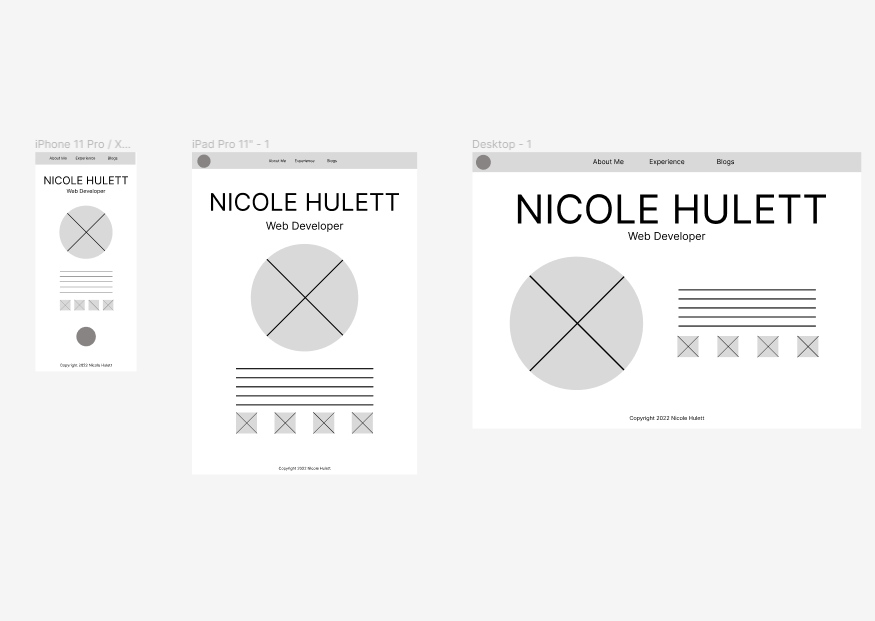 iPhone 11 Pro / X...
About Me Experience Blogs
NICOLE HULETT
Web Developer
Copyright 2022 Nicole Hulett
iPad Pro 11" - 1
About Me Experience Blogs
NICOLE HULETT
Web Developer
Copyright 2022 Nicole Hulett
Desktop - 1
About Me Experience Blogs
NICOLE HULETT
Web Developer
Copyright 2022 Nicole Hulett